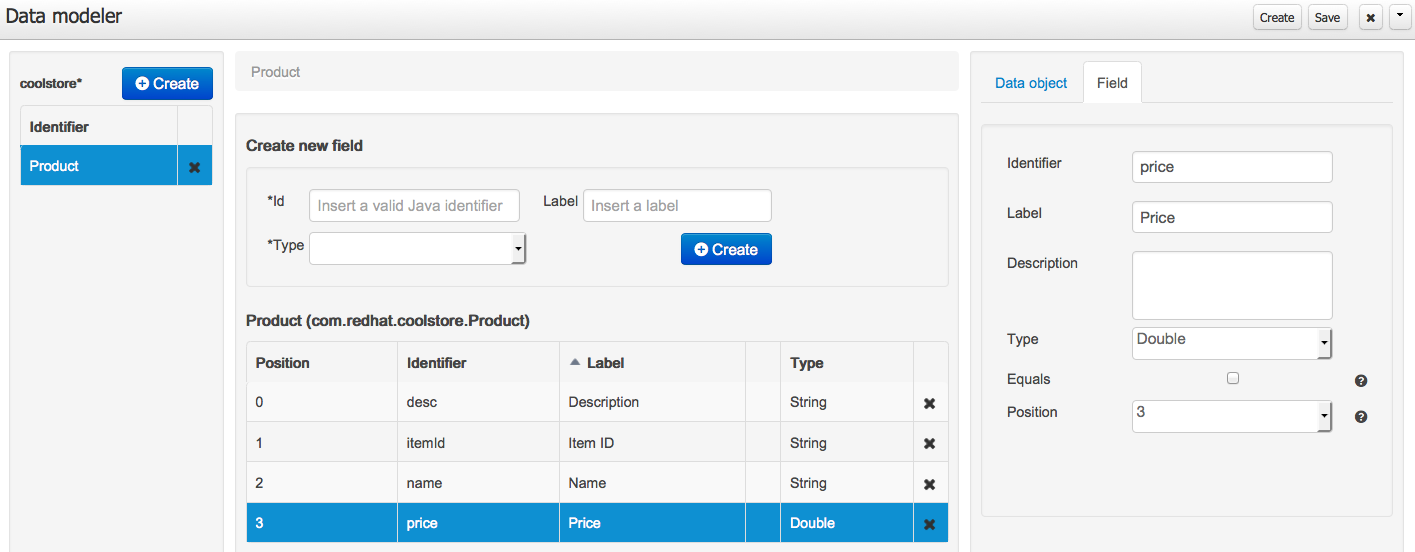 Data modeler
Create Save
coolstore* Create
Identifier
Product
Product
Create new field
*Id Insert a valid Java identifier Label Insert a label
*Type Create
Product (com.redhat.coolstore.Product)
Position Identifier Label Type
0 desc Description String
1 itemId Item ID String
2 name Name String
3 price Price Double
Data object Field
Identifier price
Label Price
Description
Type Double
Equals
Position 3